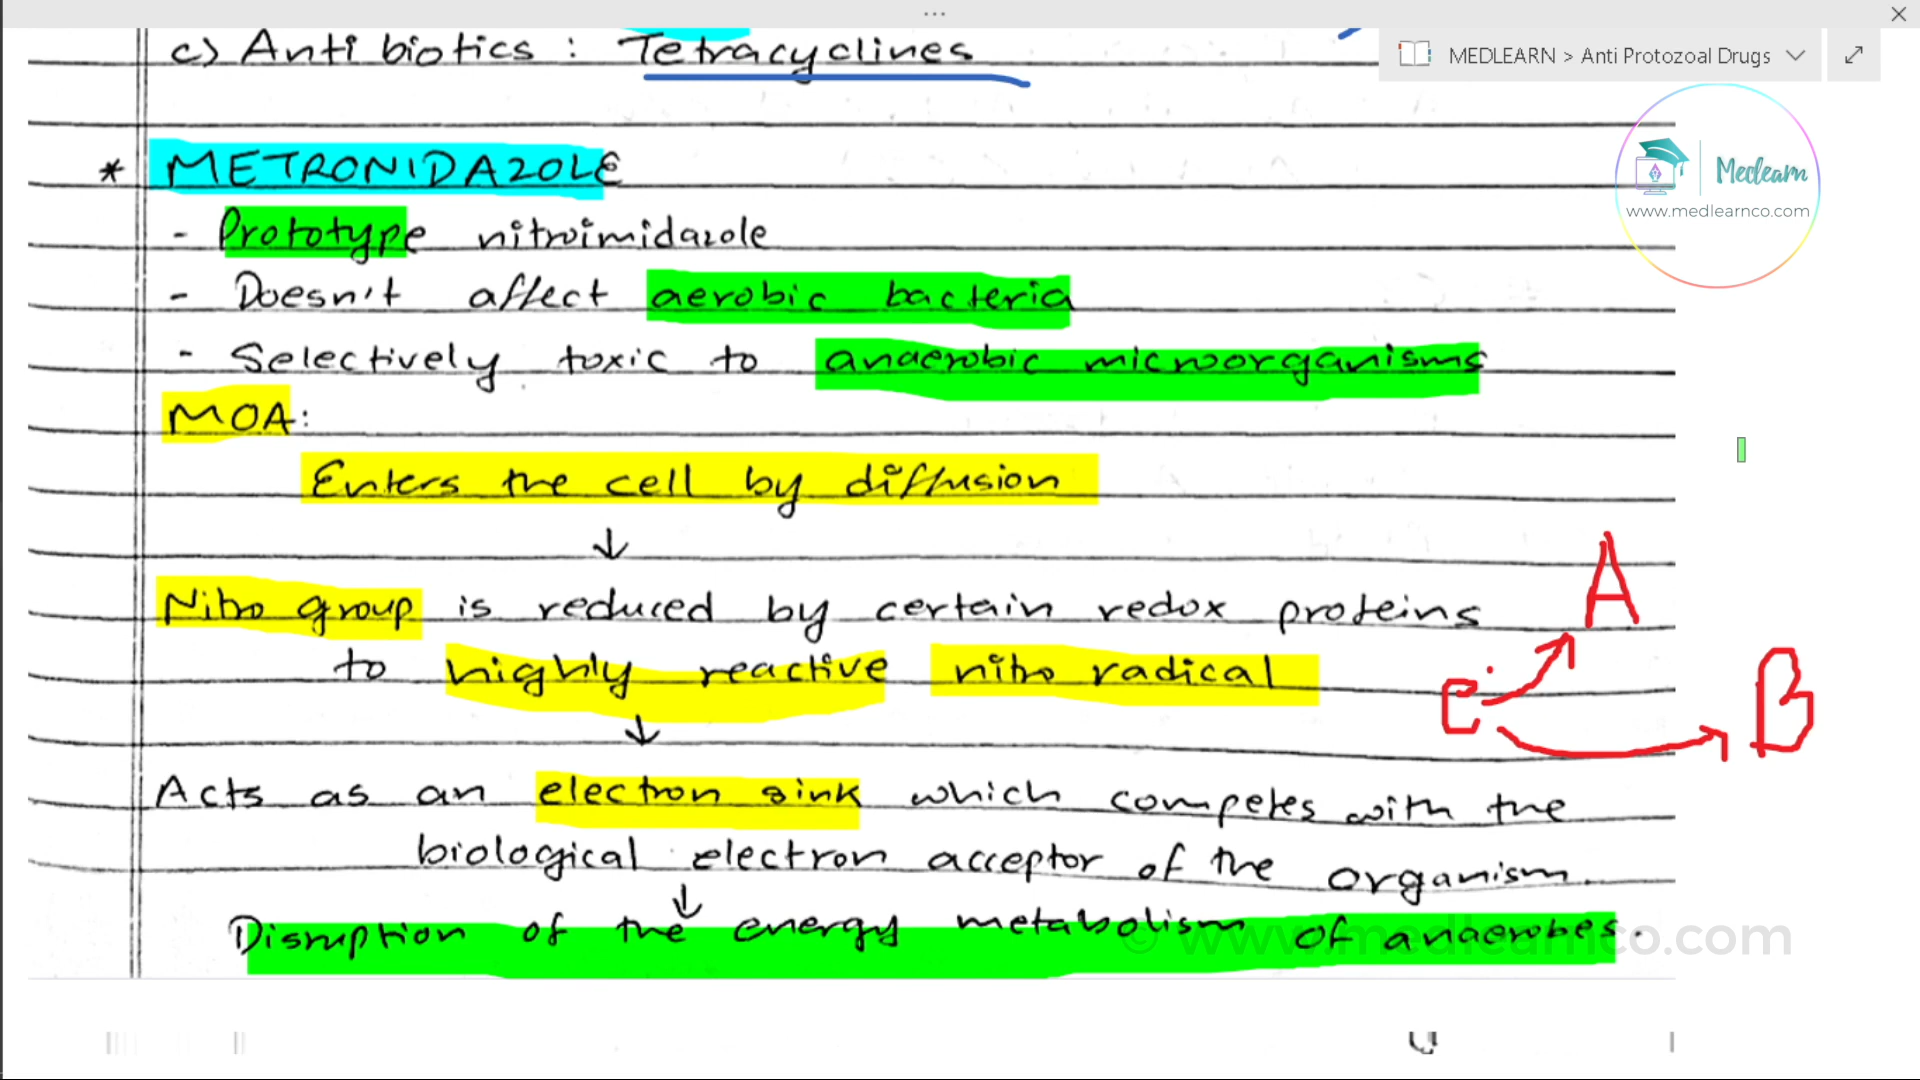 c) Antibiotics : Tetracyclines
MEDLEARN > Anti Protozoal Drugs
* METRONIDAZOLE
Medlearn
www.medlearnco.com
- Prototype nitroimidazole
- Doesn't affect aerobic bacteria
- Selectively toxic to anaerobic microorganisms
MOA:
Enters the cell by diffusion
↓
Nitro group is reduced by certain redox proteins
A
to highly reactive nitro radical
e
B
↓
Acts as an electron sink which competes with the
biological electron acceptor of the organism.
↓
Disruption of the energy metabolism of anaerobes.
© www.medlearnco.com